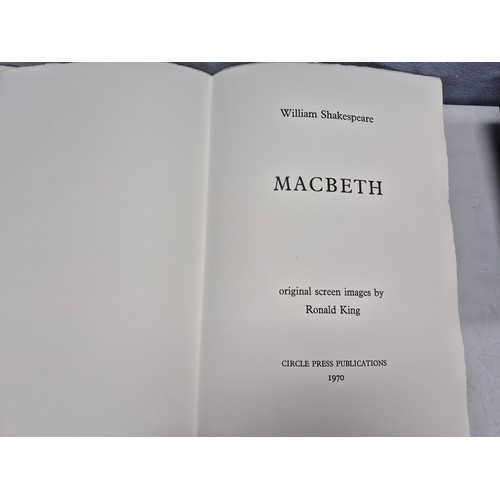 William Shakespeare
MACBETH
original screen images by
Ronald King
CIRCLE PRESS PUBLICATIONS
1970